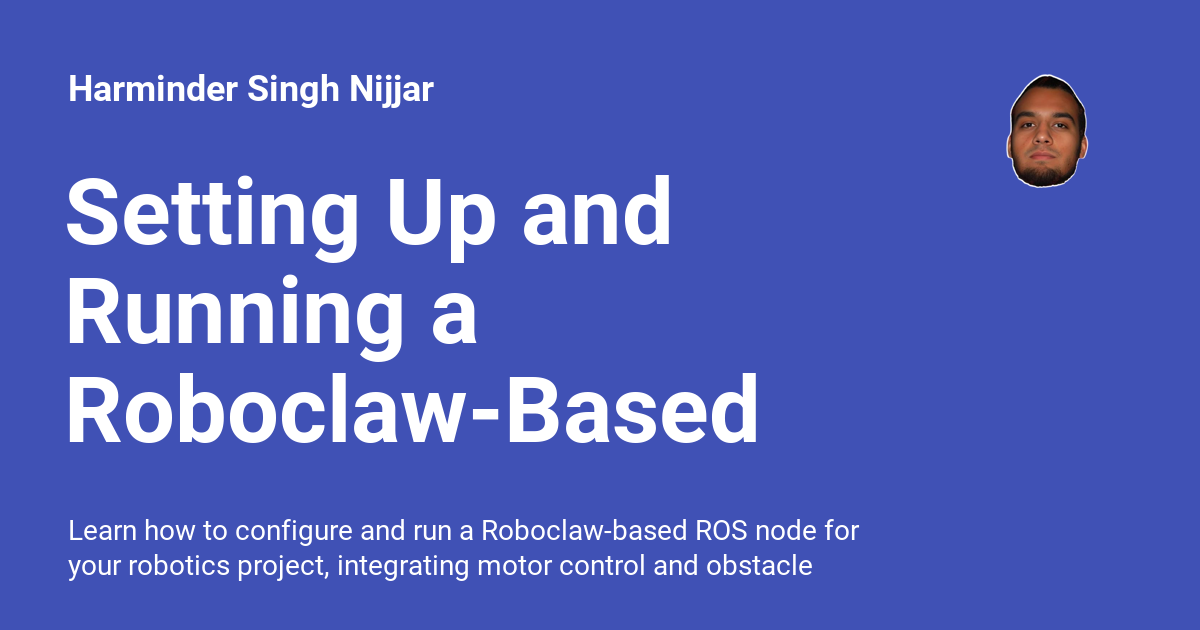 Harminder Singh Nijjar
Setting Up and
Running a
Roboclaw-Based
Learn how to configure and run a Roboclaw-based ROS node for
your robotics project, integrating motor control and obstacle